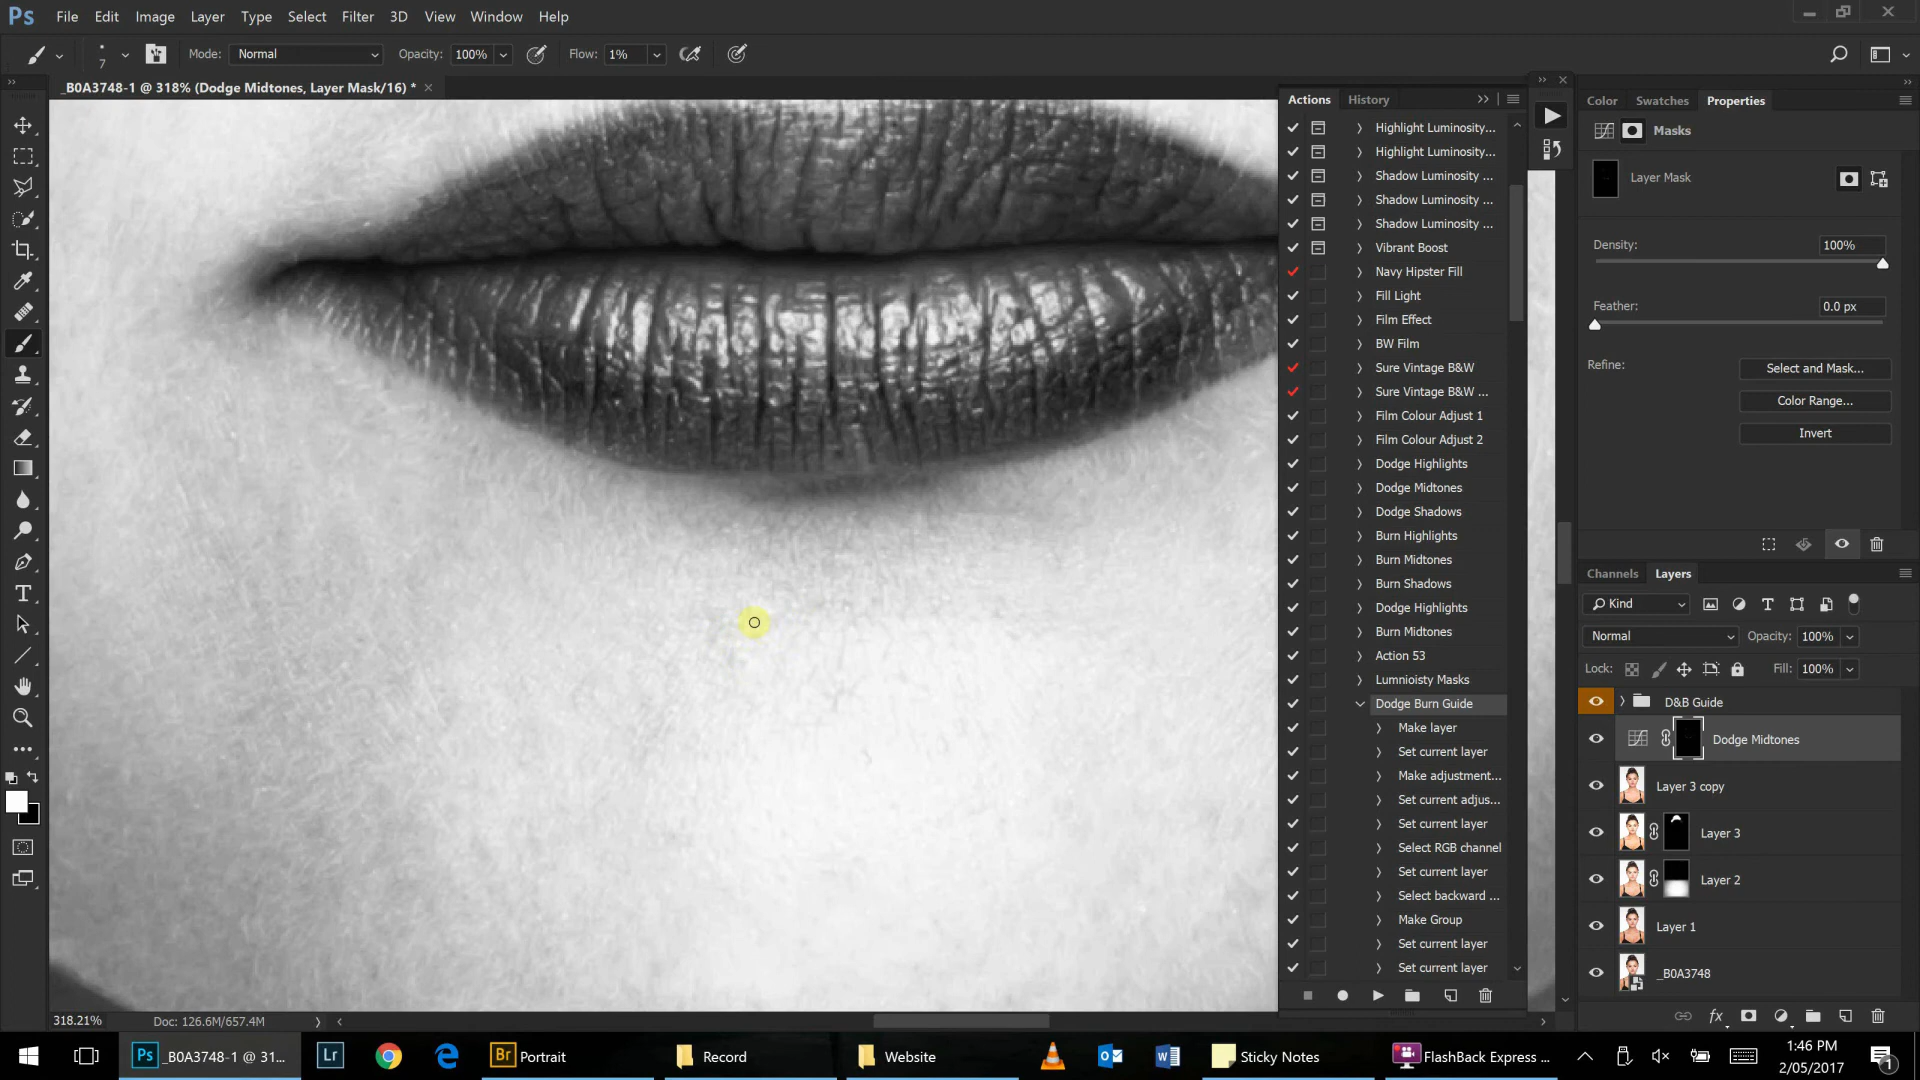 Ps File Edit Image Layer Type Select Filter 3D View Window Help
7 Mode: Normal Opacity: 100% Flow: 1%
_B0A3748-1 @ 318% (Dodge Midtones, Layer Mask/16) * ×
Actions History
Highlight Luminosity...
Highlight Luminosity...
Shadow Luminosity ...
Shadow Luminosity ...
Shadow Luminosity ...
Vibrant Boost
Navy Hipster Fill
Fill Light
Film Effect
BW Film
Sure Vintage B&W
Sure Vintage B&W ...
Film Colour Adjust 1
Film Colour Adjust 2
Dodge Highlights
Dodge Midtones
Dodge Shadows
Burn Highlights
Burn Midtones
Burn Shadows
Dodge Highlights
Burn Midtones
Action 53
Lumnioisty Masks
Dodge Burn Guide
Make layer
Set current layer
Make adjustment...
Set current adjus...
Set current layer
Select RGB channel
Set current layer
Select backward ...
Make Group
Set current layer
Set current layer
Color Swatches Properties
Masks
Layer Mask
Density: 100%
Feather: 0.0 px
Refine: Select and Mask...
Color Range...
Invert
Channels Layers
Kind
Normal Opacity: 100%
Lock: Fill: 100%
D&B Guide
Dodge Midtones
Layer 3 copy
Layer 3
Layer 2
Layer 1
_B0A3748
318.21% Doc: 126.6M/657.4M
Ps _B0A3748-1 @ 31... Lr Br Portrait Record Website Sticky Notes FlashBack Express ...
1:46 PM
2/05/2017
1